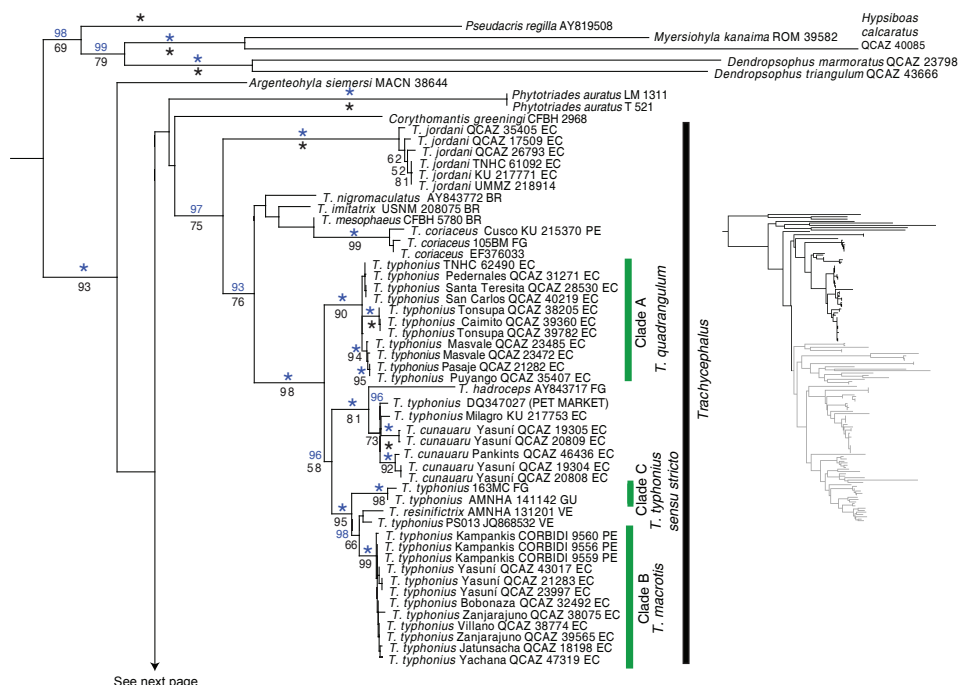 *
Pseudacris regilla AY819508
Hypsiboas
calcaratus
QCAZ 40085
98
69
99
79
*
*
Myersiohyla kanaima ROM 39582
*
*
Dendropsophus marmoratus QCAZ 23798
Dendropsophus triangulum QCAZ 43666
Argenteohyla siemersi MACN 38644
*
*
Phytotriades auratus LM 1311
Phytotriades auratus T 521
Corythomantis greeningi CFBH 2968
*
*
T. jordani QCAZ 35405 EC
T. jordani QCAZ 17509 EC
T. jordani QCAZ 26793 EC
62
T. jordani TNHC 61092 EC
52
T. jordani KU 217771 EC
81
T. jordani UMMZ 218914
97
75
T. nigromaculatus AY843772 BR
T. imitatrix USNM 208075 BR
T. mesophaeus CFBH 5780 BR
*
99
T. coriaceus Cusco KU 215370 PE
T. coriaceus 105BM FG
T. coriaceus EF376033
*
93
93
76
T. typhonius TNHC 62490 EC
T. typhonius Pedernales QCAZ 31271 EC
T. typhonius Santa Teresita QCAZ 28530 EC
T. typhonius San Carlos QCAZ 40219 EC
*
90
*
*
T. typhonius Tonsupa QCAZ 38205 EC
T. typhonius Caimito QCAZ 39360 EC
T. typhonius Tonsupa QCAZ 39782 EC
*
94
T. typhonius Masvale QCAZ 23485 EC
T. typhonius Masvale QCAZ 23472 EC
*
95
T. typhonius Pasaje QCAZ 21282 EC
T. typhonius Puyango QCAZ 35407 EC
Clade A
T. quadrangulum
*
98
T. hadroceps AY843717 FG
*
81
96
73
T. typhonius DQ347027 (PET MARKET)
T. typhonius Milagro KU 217753 EC
*
*
T. cunauaru Yasuní QCAZ 19305 EC
T. cunauaru Yasuní QCAZ 20809 EC
*
92
T. cunauaru Pankints QCAZ 46436 EC
T. cunauaru Yasuní QCAZ 19304 EC
T. cunauaru Yasuní QCAZ 20808 EC
96
58
*
98
T. typhonius 163MC FG
T. typhonius AMNHA 141142 GU
Clade C
T. typhonius
sensu stricto
*
95
T. resinifictrix AMNHA 131201 VE
T. typhonius PS013 JQ868532 VE
98
66
*
99
T. typhonius Kampankis CORBIDI 9560 PE
T. typhonius Kampankis CORBIDI 9556 PE
T. typhonius Kampankis CORBIDI 9559 PE
T. typhonius Yasuní QCAZ 43017 EC
T. typhonius Yasuní QCAZ 21283 EC
T. typhonius Yasuní QCAZ 23997 EC
T. typhonius Bobonaza QCAZ 32492 EC
T. typhonius Zanjarajuno QCAZ 38075 EC
T. typhonius Villano QCAZ 38774 EC
T. typhonius Zanjarajuno QCAZ 39565 EC
T. typhonius Jatunsacha QCAZ 18198 EC
T. typhonius Yachana QCAZ 47319 EC
Clade B
T. macrotis
Trachycephalus
See next page